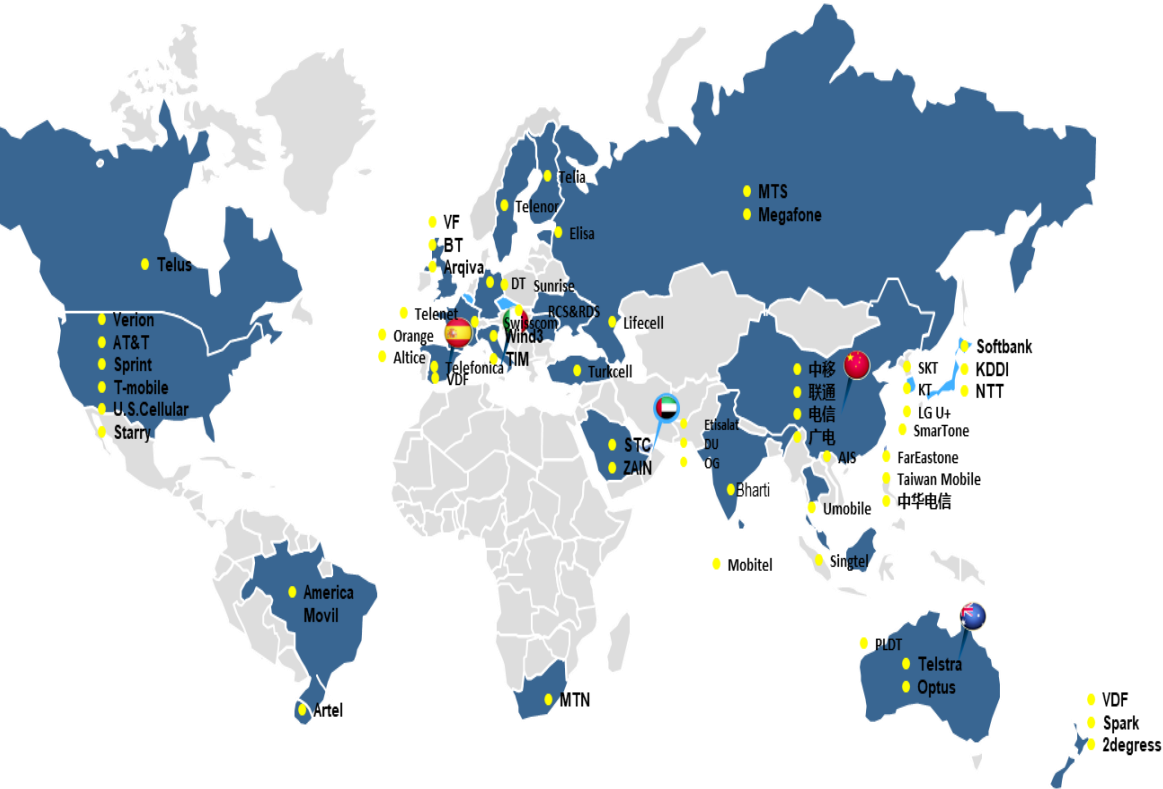 Telus
Verion
AT&T
Sprint
T-mobile
U.S.Cellular
Starry
America
Movil
Artel
VF
BT
Arqiva
Telenet
Orange
Altice
Telia
Telenor
Elisa
DT
Sunrise
RCS&RDS
Swisscom
Wind3
TIM
Telefonica
VDF
Lifecell
Turkcell
MTS
Megafone
STC
ZAIN
Etisalat
DU
OG
Bharti
Mobitel
MTN
中移
联通
电信
广电
AIS
Umobile
Singtel
SKT
KT
LG U+
SmarTone
FarEastone
Taiwan Mobile
中华电信
Softbank
KDDI
NTT
PLDT
Telstra
Optus
VDF
Spark
2degress